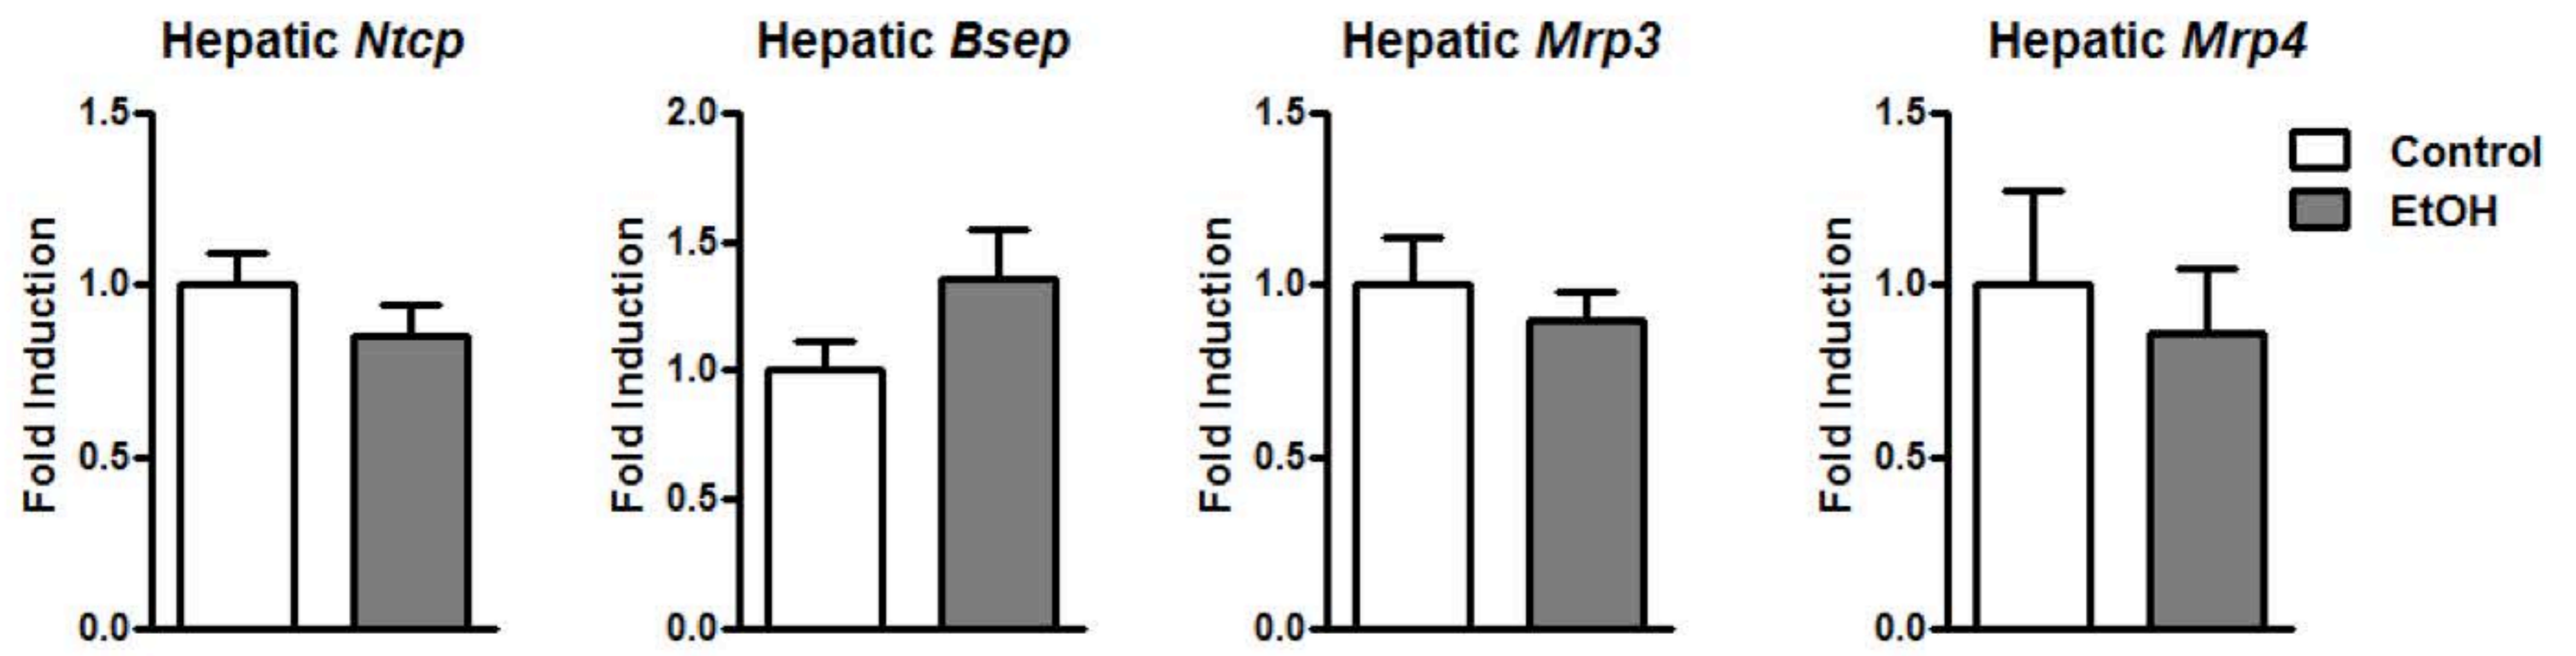 Hepatic Ntcp
Fold Induction
1.5
1.0
0.5
0.0
Hepatic Bsep
Fold Induction
2.0
1.5
1.0
0.5
0.0
Hepatic Mrp3
Fold Induction
1.5
1.0
0.5
0.0
Hepatic Mrp4
Fold Induction
1.5
1.0
0.5
0.0
Control
EtOH